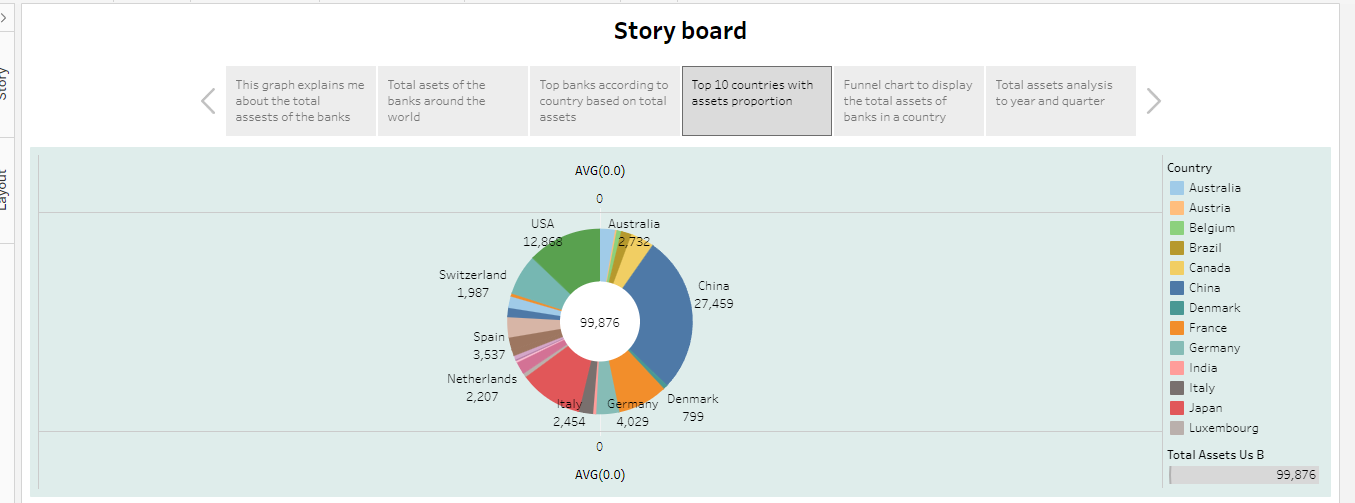 Story board
Story
Layout
This graph explains me
about the total
assests of the banks
Total asets of the
banks around the
world
Top banks according to
country based on total
assets
Top 10 countries with
assets proportion
Funnel chart to display
the total assets of
banks in a country
Total assets analysis
to year and quarter
AVG(0.0)
0
USA
12,868
Australia
2,732
Switzerland
1,987
China
27,459
99,876
Spain
3,537
Netherlands
2,207
Italy
2,454
Germany
4,029
Denmark
799
0
AVG(0.0)
Country
Australia
Austria
Belgium
Brazil
Canada
China
Denmark
France
Germany
India
Italy
Japan
Luxembourg
Total Assets Us B
99,876